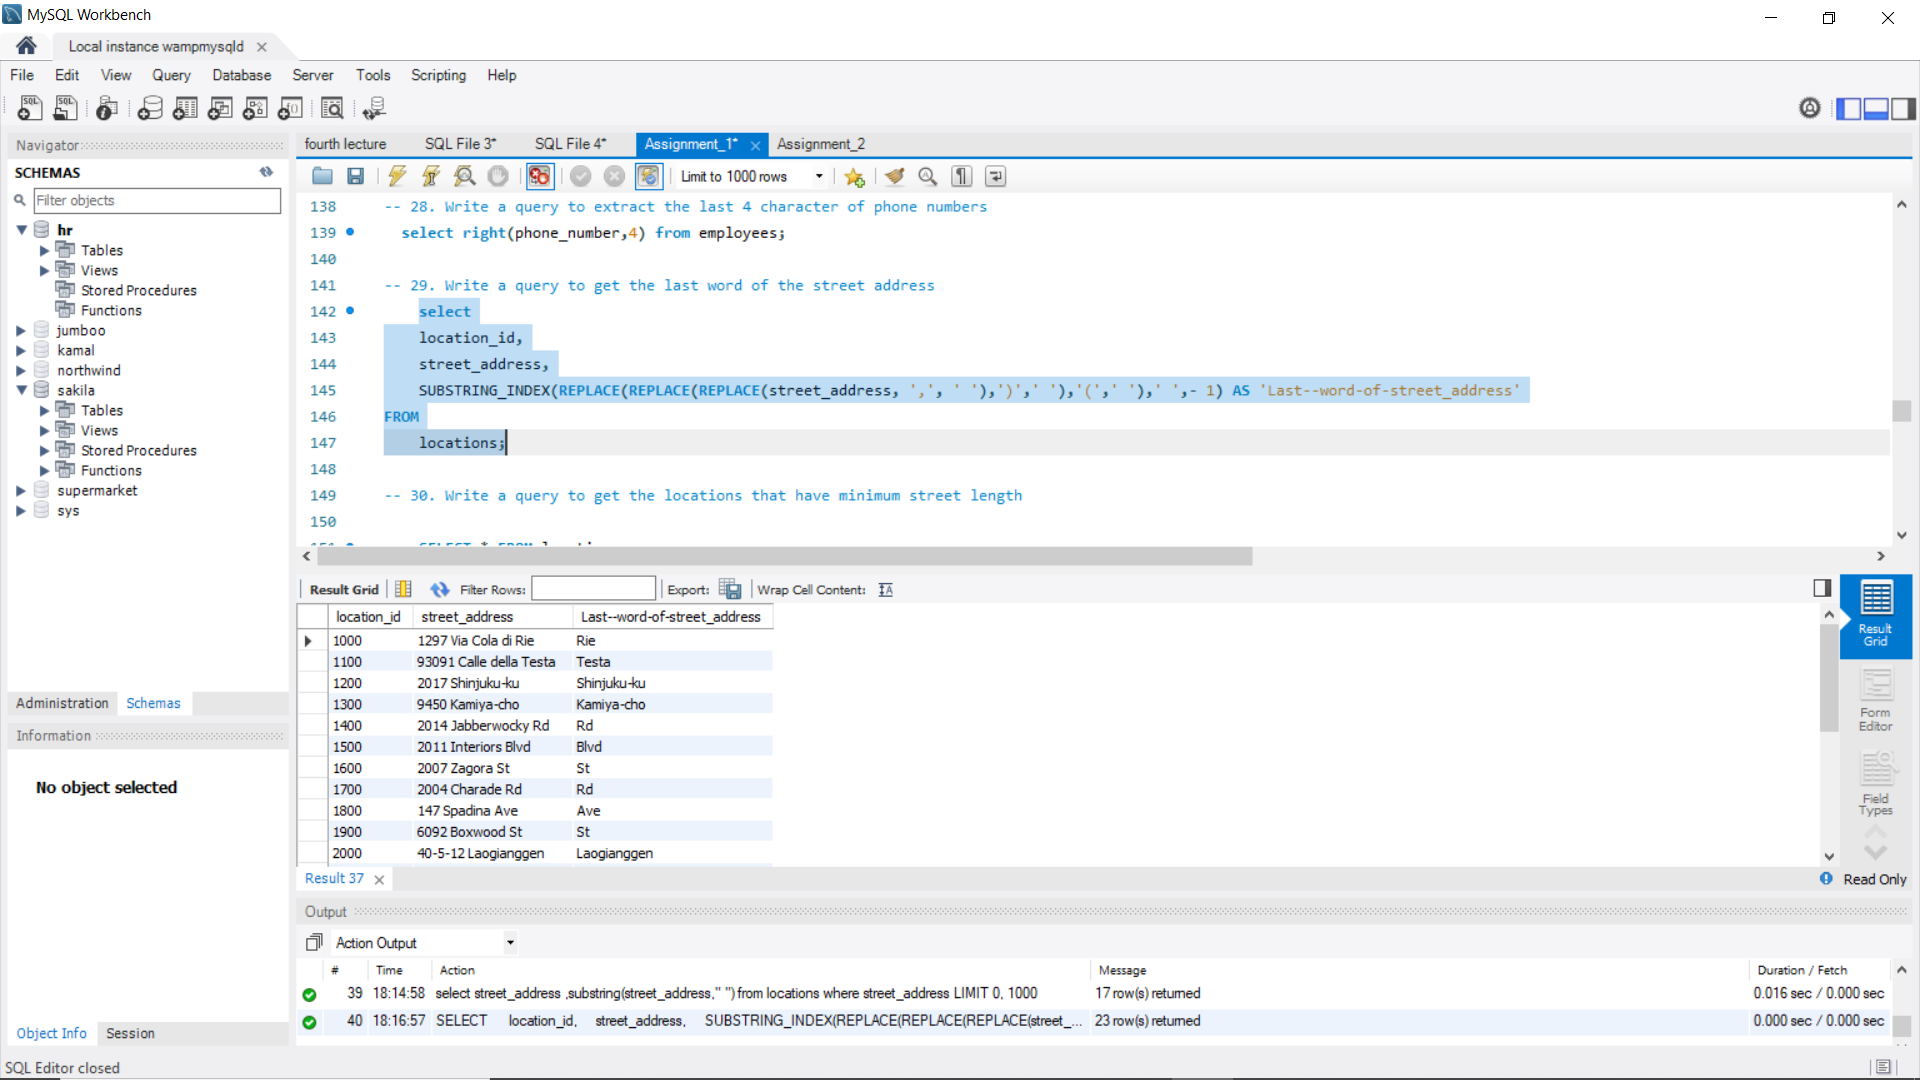 MySQL Workbench
Local instance wampmysqld
File Edit View Query Database Server Tools Scripting Help
Navigator
SCHEMAS
Filter objects
hr
Tables
Views
Stored Procedures
Functions
jumboo
kamal
northwind
sakila
Tables
Views
Stored Procedures
Functions
supermarket
sys
Administration Schemas
Information
No object selected
Object Info Session
fourth lecture SQL File 3* SQL File 4* Assignment_1* Assignment_2
Limit to 1000 rows
138 -- 28. Write a query to extract the last 4 character of phone numbers
139 select right(phone_number,4) from employees;
140
141 -- 29. Write a query to get the last word of the street address
142 select
143 location_id,
144 street_address,
145 SUBSTRING_INDEX(REPLACE(REPLACE(REPLACE(street_address, ',', ' '),')',' '),'(',' '),' ',- 1) AS 'Last--word-of-street_address'
146 FROM
147 locations;
148
149 -- 30. Write a query to get the locations that have minimum street length
150
Result Grid Filter Rows: Export: Wrap Cell Content:
location_id street_address Last--word-of-street_address
1000 1297 Via Cola di Rie Rie
1100 93091 Calle della Testa Testa
1200 2017 Shinjuku-ku Shinjuku-ku
1300 9450 Kamiya-cho Kamiya-cho
1400 2014 Jabberwocky Rd Rd
1500 2011 Interiors Blvd Blvd
1600 2007 Zagora St St
1700 2004 Charade Rd Rd
1800 147 Spadina Ave Ave
1900 6092 Boxwood St St
2000 40-5-12 Laogianggen Laogianggen
Result Grid
Form Editor
Field Types
Result 37 Read Only
Output
Action Output
# Time Action Message Duration / Fetch
39 18:14:58 select street_address ,substring(street_address," ") from locations where street_address LIMIT 0, 1000 17 row(s) returned 0.016 sec / 0.000 sec
40 18:16:57 SELECT location_id, street_address, SUBSTRING_INDEX(REPLACE(REPLACE(REPLACE(street_... 23 row(s) returned 0.000 sec / 0.000 sec
SQL Editor closed